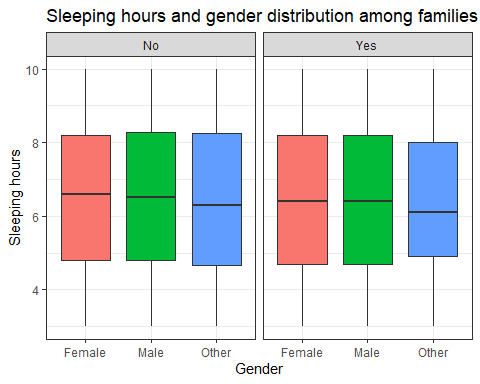 Sleeping hours and gender distribution among families
No
Yes
10
8
6
4
Sleeping hours
Female Male Other
Female Male Other
Gender